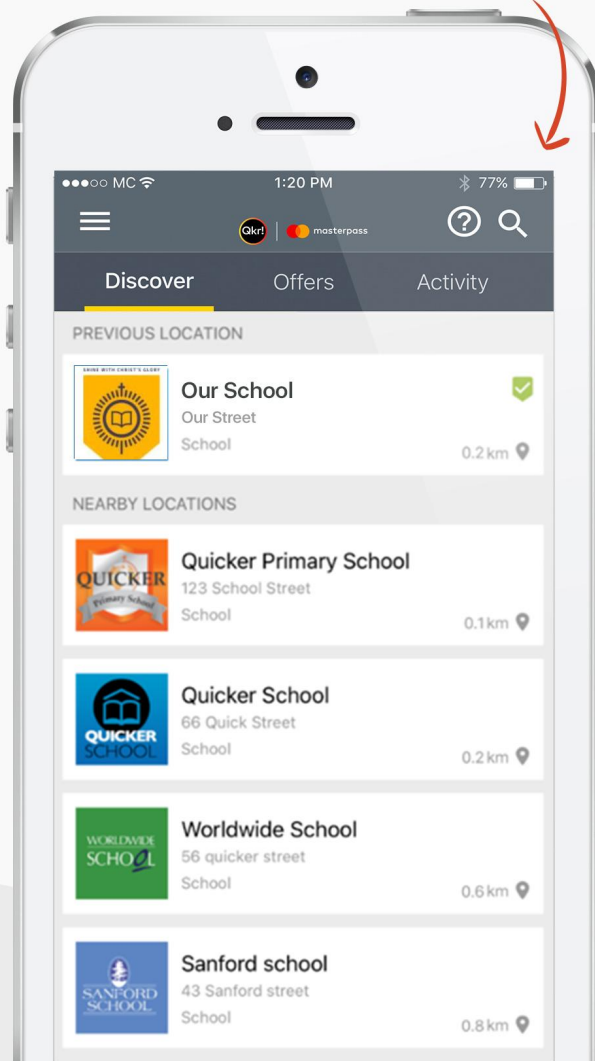 MC
1:20 PM
77%
Qkr!
masterpass
Discover
Offers
Activity
PREVIOUS LOCATION
SHINE WITH CHRIST'S GLORY
Our School
Our Street
School
0.2 km
NEARBY LOCATIONS
QUICKER
Primary School
Quicker Primary School
123 School Street
School
0.1 km
QUICKER
SCHOOL
Quicker School
66 Quick Street
School
0.2 km
WORLDWIDE
SCHOOL
Worldwide School
56 quicker street
School
0.6 km
SANFORD
SCHOOL
Sanford school
43 Sanford street
School
0.8 km